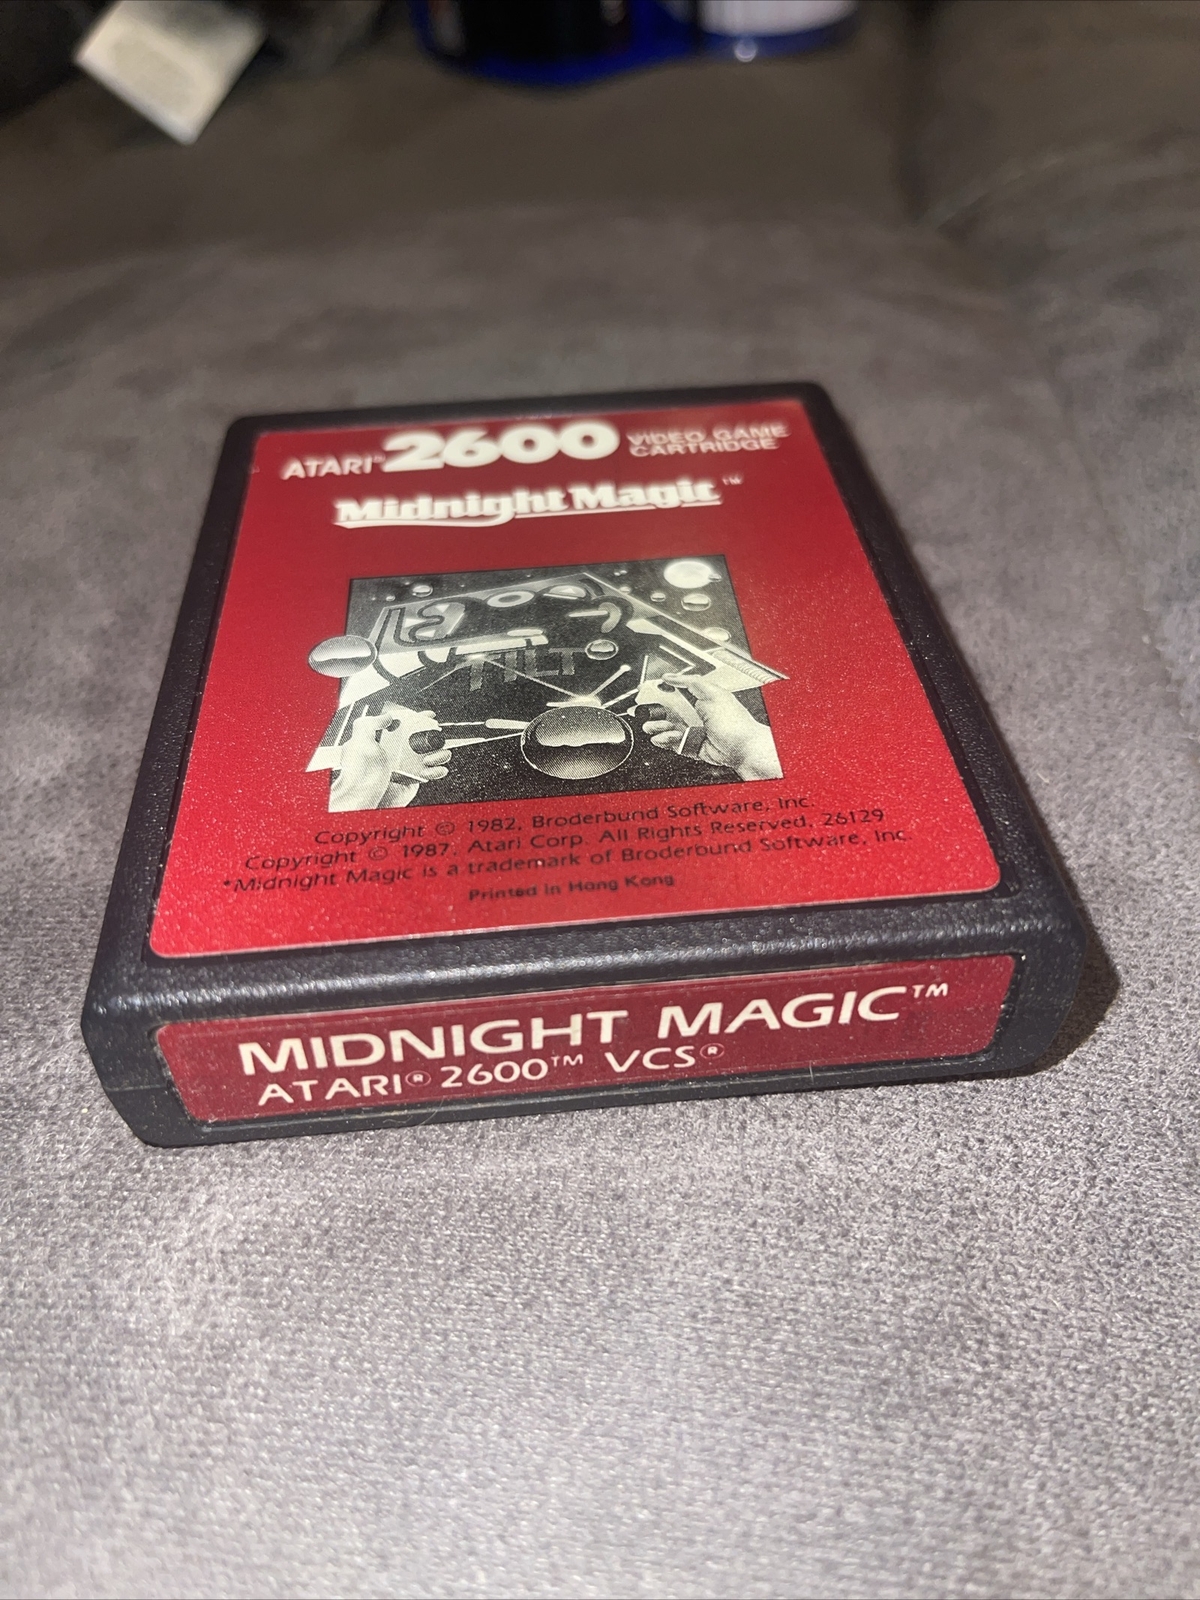 ATARI® 2600 VIDEO GAME
CARTRIDGE
Midnight Magic™
TILT
Copyright © 1982, Broderbund Software, Inc.
Copyright © 1987, Atari Corp. All Rights Reserved, 26129
*Midnight Magic is a trademark of Broderbund Software, Inc.
Printed in Hong Kong
MIDNIGHT MAGIC™
ATARI® 2600™ VCS®